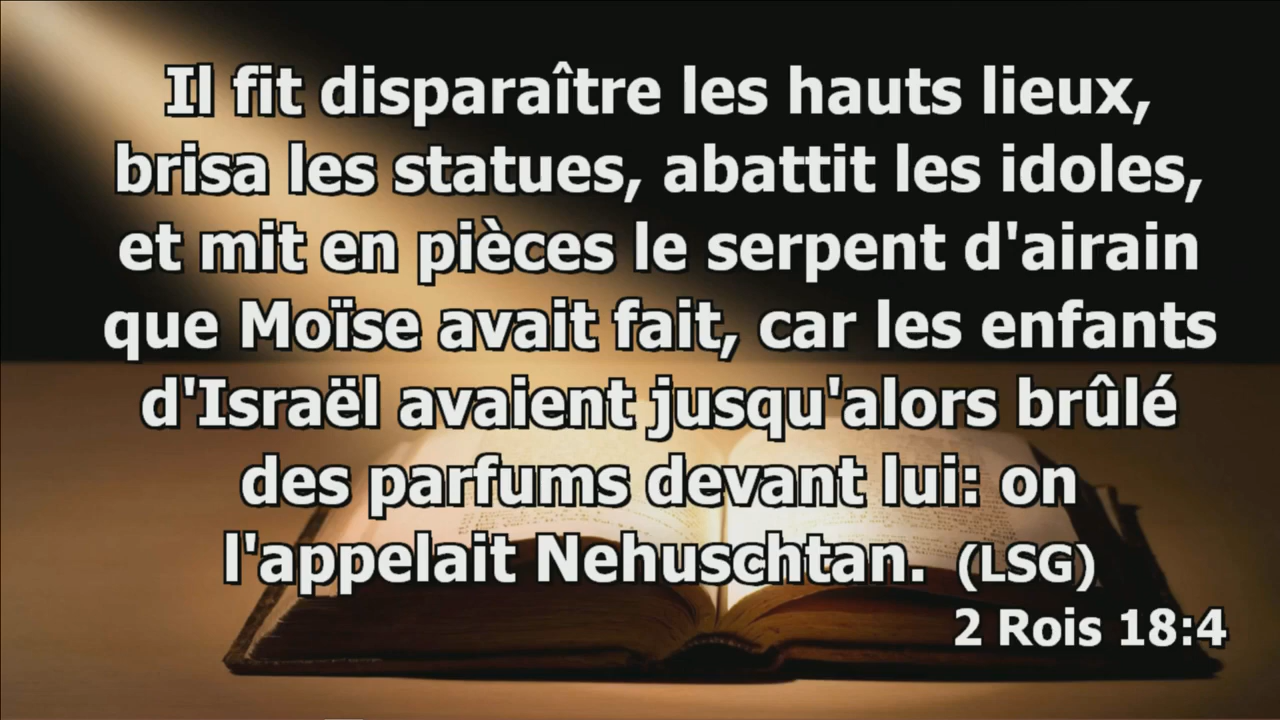 Il fit disparaître les hauts lieux,
brisa les statues, abattit les idoles,
et mit en pièces le serpent d'airain
que Moïse avait fait, car les enfants
d'Israël avaient jusqu'alors brûlé
des parfums devant lui: on
l'appelait Nehuschtan. (LSG)
2 Rois 18:4